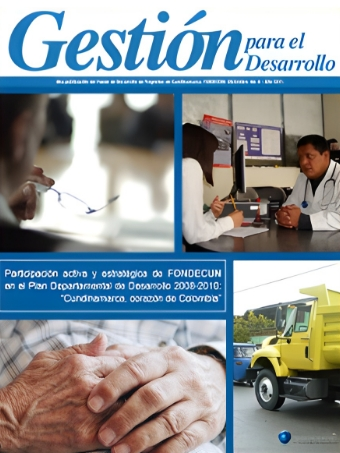 Gestión
para el
Desarrollo
Participación activa y estratégica de FONDECUN
en el Plan Departamental de Desarrollo 2008-2010:
"Cundinamarca, corazón de Colombia"